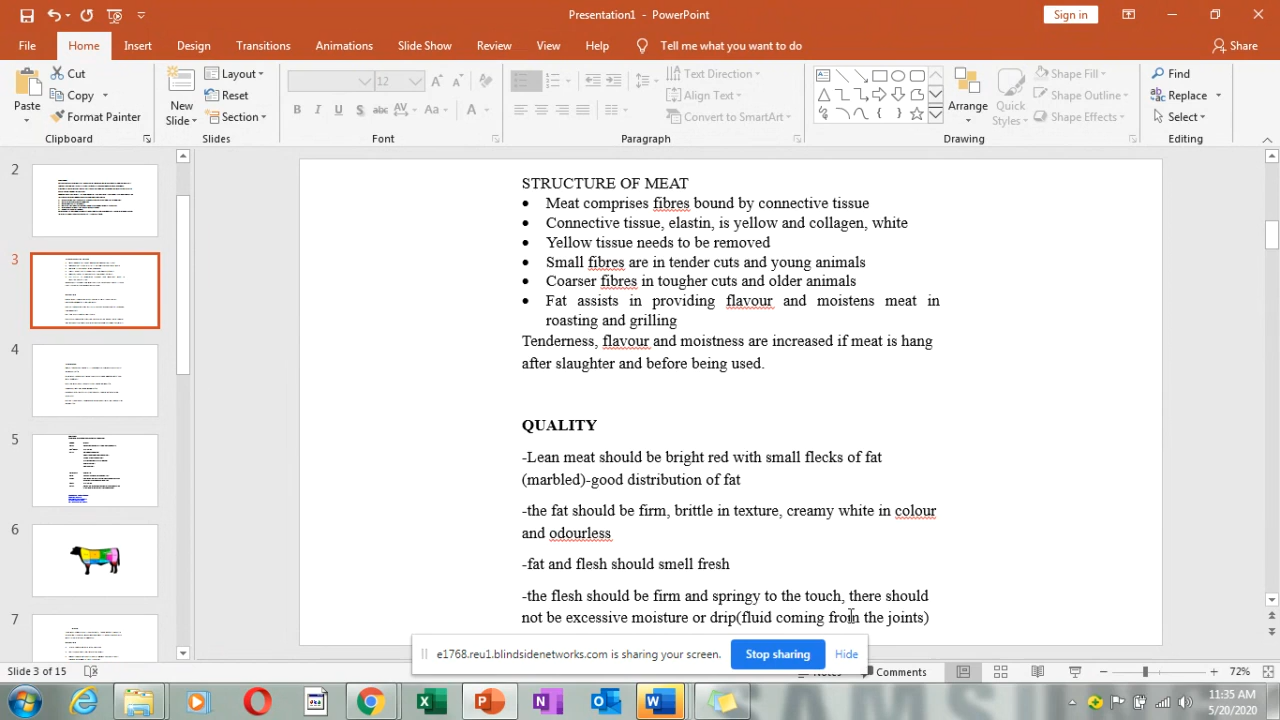 Presentation1 - PowerPoint
Sign in
File Home Insert Design Transitions Animations Slide Show Review View Help Tell me what you want to do Share
Paste
Cut
Copy
Format Painter
Clipboard
New Slide
Layout
Reset
Section
Slides
12
B I U S abc AV Aa A
Font
Text Direction
Align Text
Convert to SmartArt
Paragraph
Arrange
Quick Styles
Shape Fill
Shape Outline
Shape Effects
Drawing
Find
Replace
Select
Editing
2
3
4
5
6
7
STRUCTURE OF MEAT
• Meat comprises fibres bound by connective tissue
• Connective tissue, elastin, is yellow and collagen, white
• Yellow tissue needs to be removed
• Small fibres are in tender cuts and young animals
• Coarser fibres in tougher cuts and older animals
• Fat assists in providing flavour and moistens meat in
roasting and grilling
Tenderness, flavour and moistness are increased if meat is hang
after slaughter and before being used.
QUALITY
-Lean meat should be bright red with small flecks of fat
(marbled)-good distribution of fat
-the fat should be firm, brittle in texture, creamy white in colour
and odourless
-fat and flesh should smell fresh
-the flesh should be firm and springy to the touch, there should
not be excessive moisture or drip(fluid coming from the joints)
e1768.reu1.blindsidenetworks.com is sharing your screen. Stop sharing Hide
Slide 3 of 15
Notes Comments 72%
11:35 AM
5/20/2020